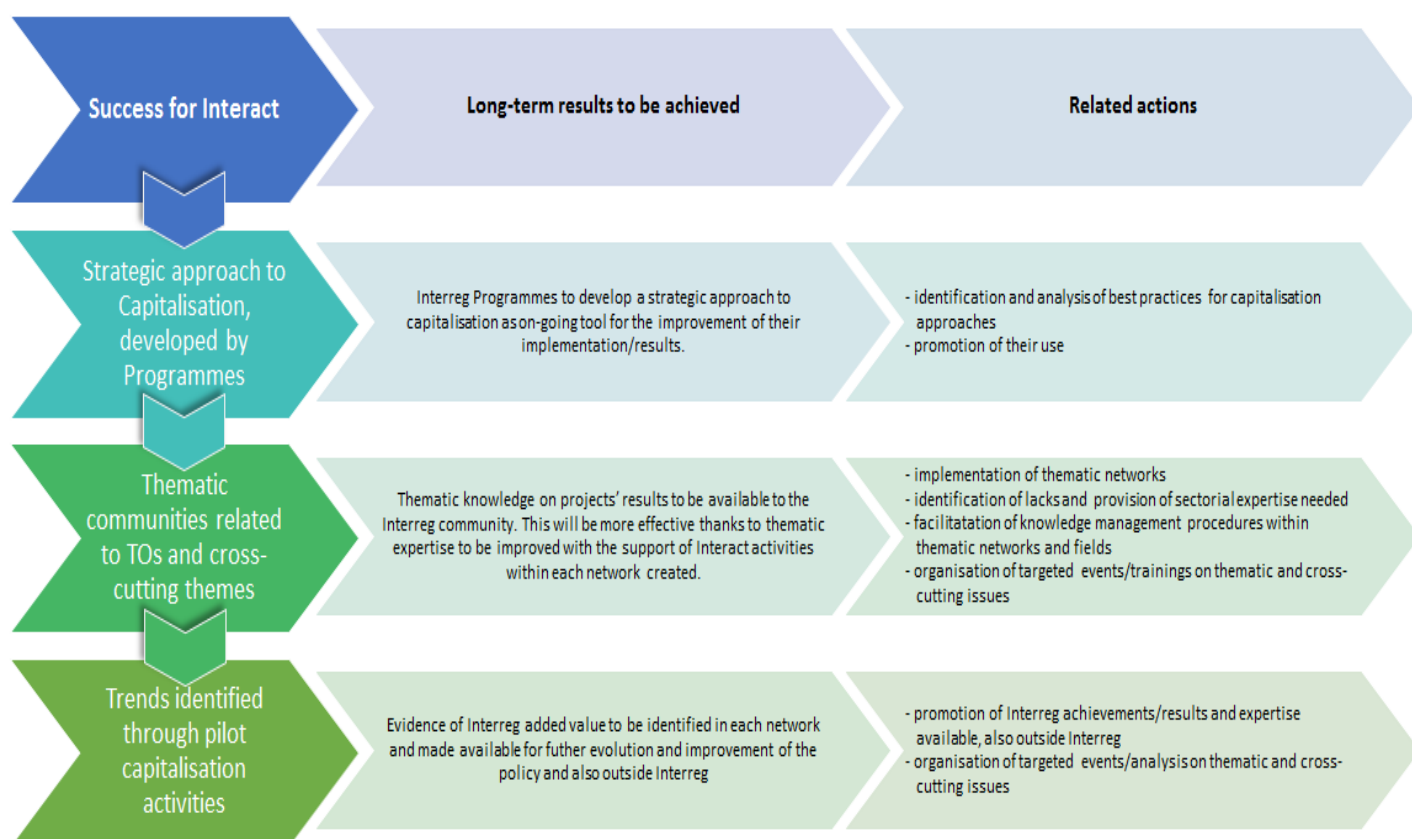 Success for Interact
Long-term results to be achieved
Related actions
Strategic approach to
Capitalisation,
developed by
Programmes
Interreg Programmes to develop a strategic approach to
capitalisation as on-going tool for the improvement of their
implementation/results.
- identification and analysis of best practices for capitalisation
approaches
- promotion of their use
Thematic
communities related
to TOs and cross-
cutting themes
Thematic knowledge on projects' results to be available to the
Interreg community. This will be more effective thanks to thematic
expertise to be improved with the support of Interact activities
within each network created.
- implementation of thematic networks
- identification of lacks and provision of sectorial expertise needed
- facilitatation of knowledge management procedures within
thematic networks and fields
- organisation of targeted events/trainings on thematic and cross-
cutting issues
Trends identified
through pilot
capitalisation
activities
Evidence of Interreg added value to be identified in each network
and made available for futher evolution and improvement of the
policy and also outside Interreg
- promotion of Interreg achievements/results and expertise
available, also outside Interreg
- organisation of targeted events/analysis on thematic and cross-
cutting issues